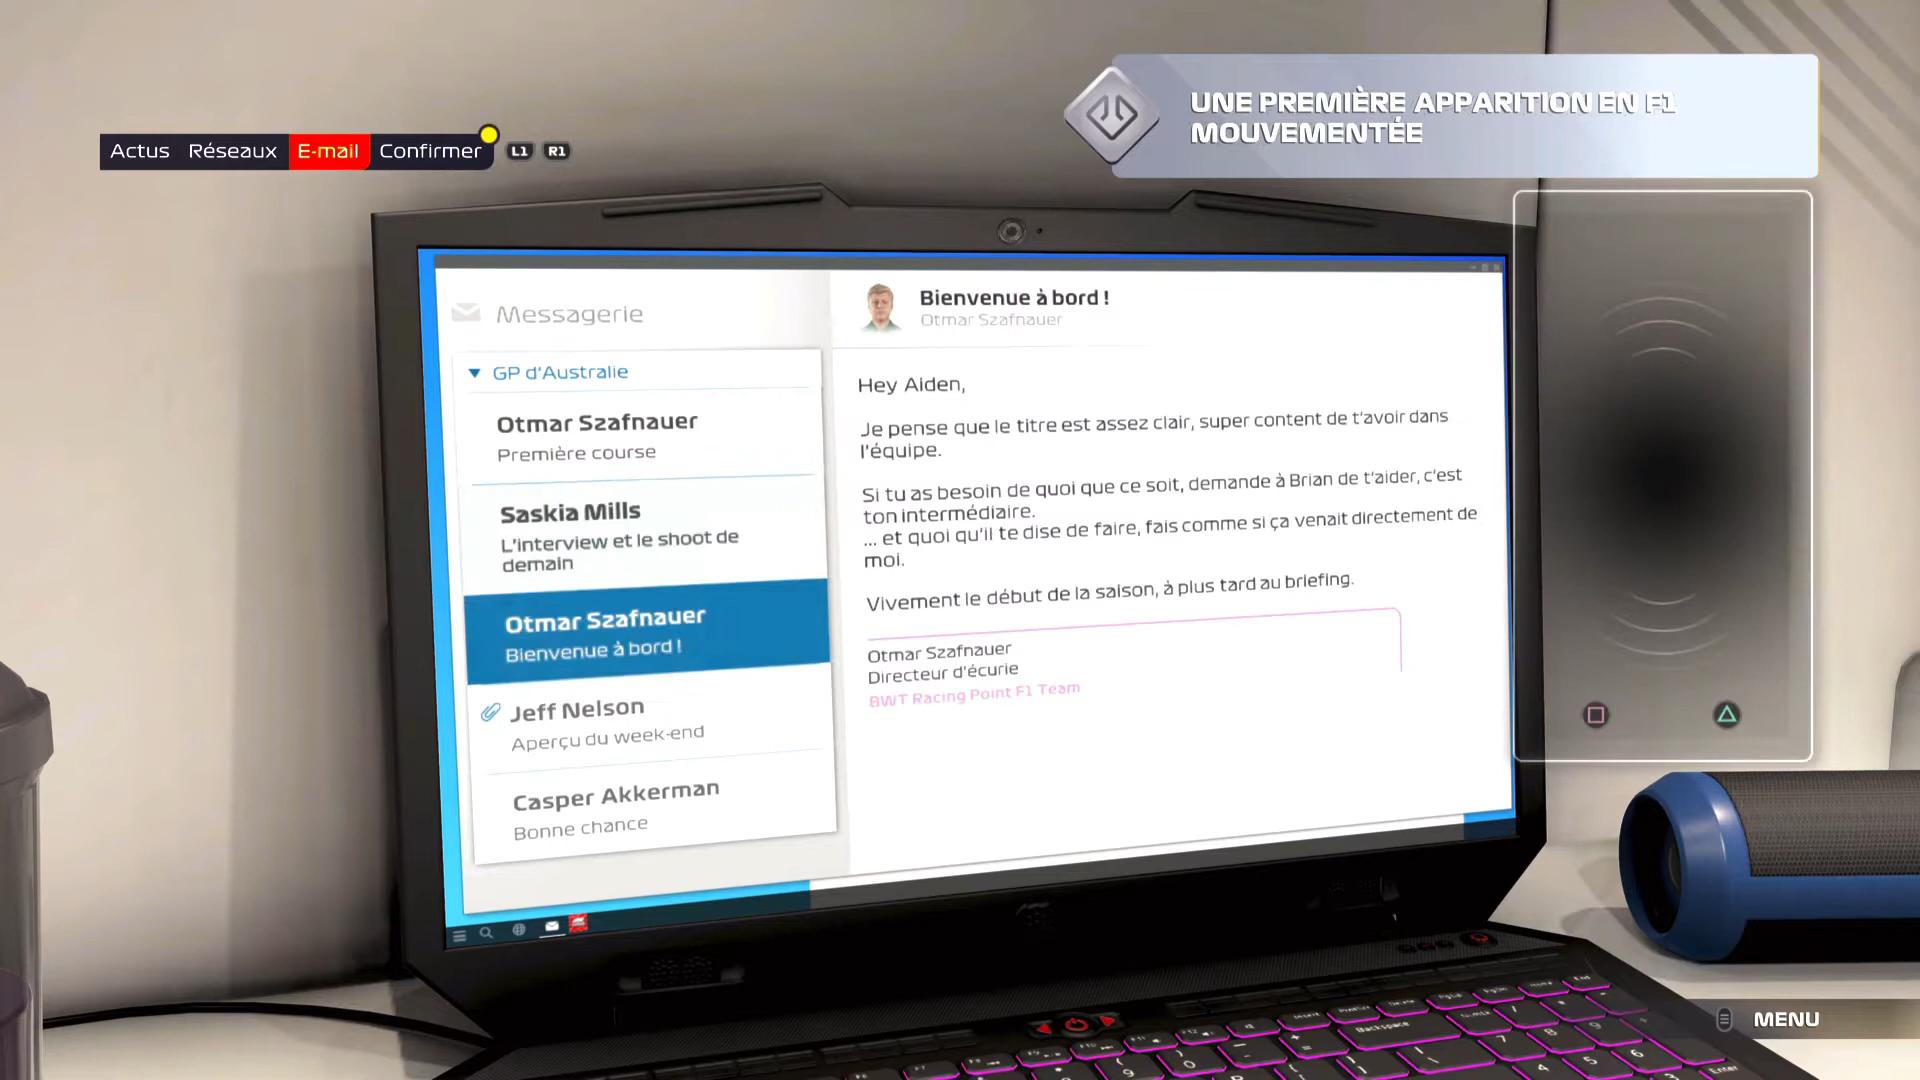 UNE PREMIÈRE APPARITION EN F1
MOUVEMENTÉE
Actus Réseaux E-mail Confirmer L1 R1
Messagerie
GP d'Australie
Otmar Szafnauer
Première course
Saskia Mills
L'interview et le shoot de
demain
Otmar Szafnauer
Bienvenue à bord !
Jeff Nelson
Aperçu du week-end
Casper Akkerman
Bonne chance
Bienvenue à bord !
Otmar Szafnauer
Hey Aiden,
Je pense que le titre est assez clair, super content de t'avoir dans
l'équipe.
Si tu as besoin de quoi que ce soit, demande à Brian de t'aider, c'est
ton intermédiaire.
... et quoi qu'il te dise de faire, fais comme si ça venait directement de
moi.
Vivement le début de la saison, à plus tard au briefing.
Otmar Szafnauer
Directeur d'écurie
BWT Racing Point F1 Team
MENU
Backspace
Enter